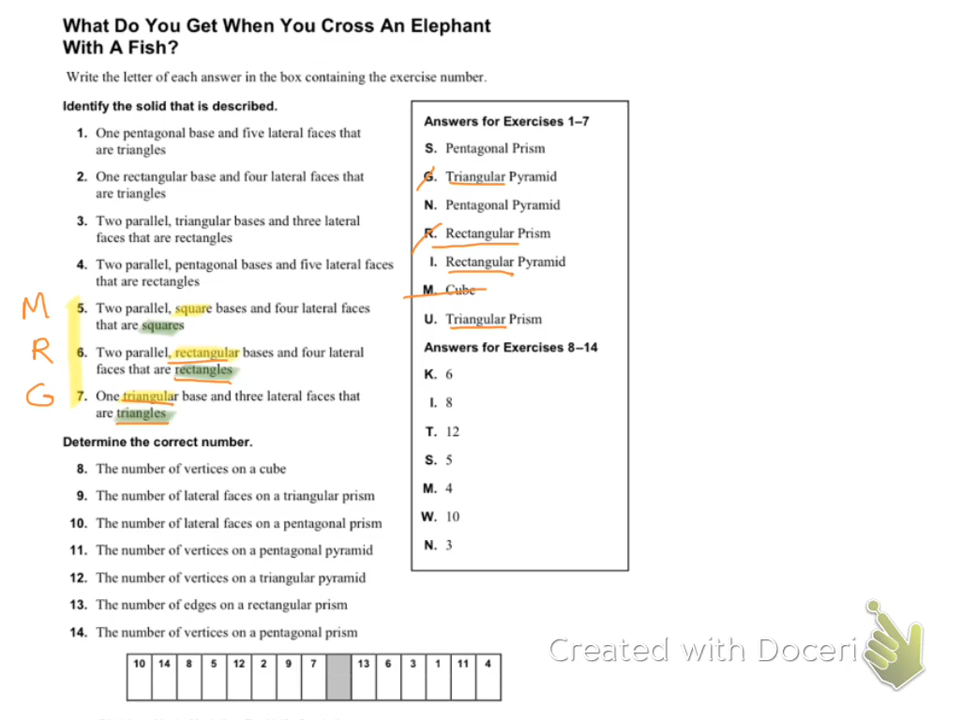 What Do You Get When You Cross An Elephant
With A Fish?
Write the letter of each answer in the box containing the exercise number.
Identify the solid that is described.
1. One pentagonal base and five lateral faces that
are triangles
2. One rectangular base and four lateral faces that
are triangles
3. Two parallel, triangular bases and three lateral
faces that are rectangles
4. Two parallel, pentagonal bases and five lateral faces
that are rectangles
M 5. Two parallel, square bases and four lateral faces
that are squares
R 6. Two parallel, rectangular bases and four lateral
faces that are rectangles
G 7. One triangular base and three lateral faces that
are triangles
Determine the correct number.
8. The number of vertices on a cube
9. The number of lateral faces on a triangular prism
10. The number of lateral faces on a pentagonal prism
11. The number of vertices on a pentagonal pyramid
12. The number of vertices on a triangular pyramid
13. The number of edges on a rectangular prism
14. The number of vertices on a pentagonal prism
Answers for Exercises 1–7
S. Pentagonal Prism
G. Triangular Pyramid
N. Pentagonal Pyramid
R. Rectangular Prism
I. Rectangular Pyramid
M. Cube
U. Triangular Prism
Answers for Exercises 8–14
K. 6
I. 8
T. 12
S. 5
M. 4
W. 10
N. 3
10 14 8 5 12 2 9 7 13 6 3 1 11 4
Created with Doceri